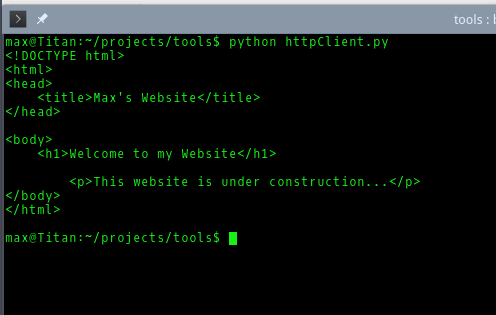 tools : b
max@Titan:~/projects/tools$ python httpClient.py
<!DOCTYPE html>
<html>
<head>
    <title>Max's Website</title>
</head>

<body>
    <h1>Welcome to my Website</h1>

        <p>This website is under construction...</p>
</body>
</html>

max@Titan:~/projects/tools$